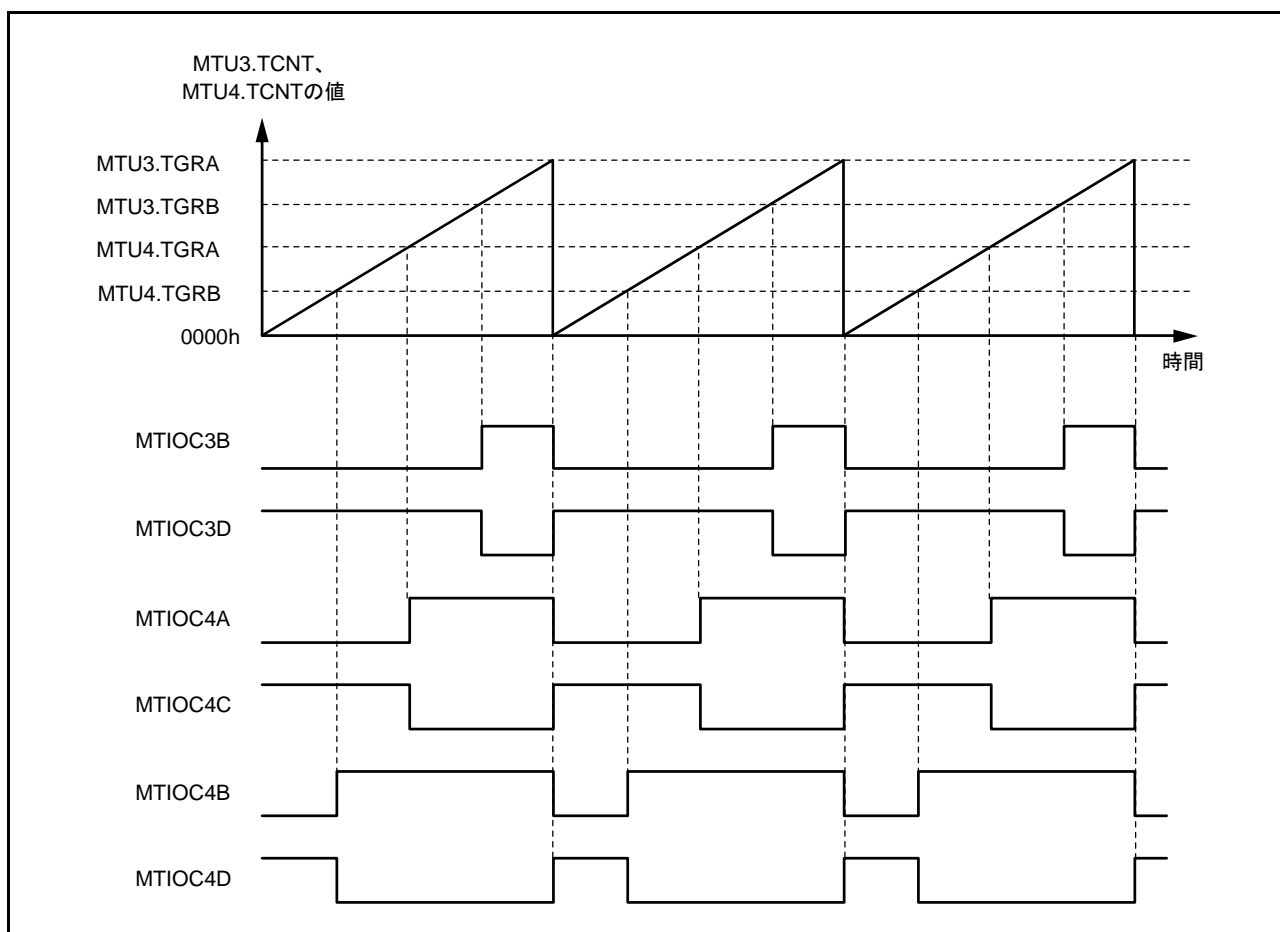 MTU3.TCNT、
MTU4.TCNTの値
MTU3.TGRA
MTU3.TGRB
MTU4.TGRA
MTU4.TGRB
0000h
時間
MTIOC3B
MTIOC3D
MTIOC4A
MTIOC4C
MTIOC4B
MTIOC4D